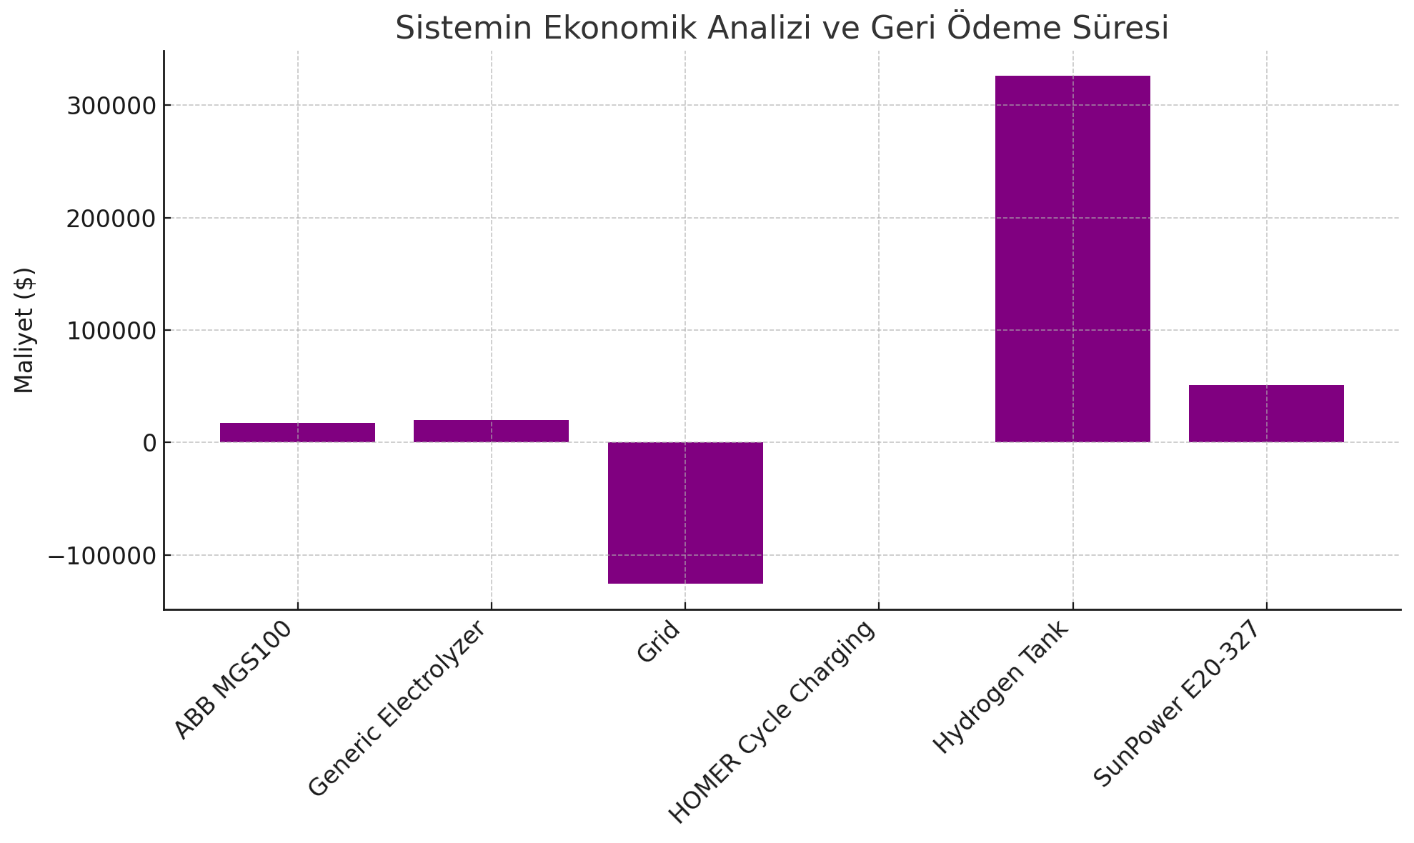 Sistemin Ekonomik Analizi ve Geri Ödeme Süresi
Maliyet ($)
300000
200000
100000
0
−100000
ABB MGS100
Generic Electrolyzer
Grid
HOMER Cycle Charging
Hydrogen Tank
SunPower E20-327